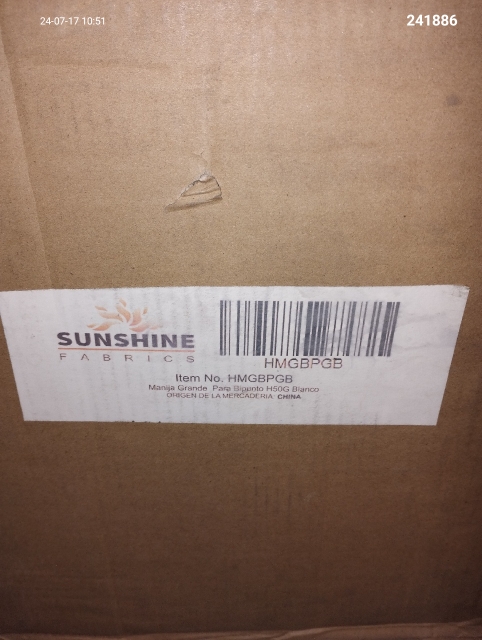 24-07-17 10:51
241886
SUNSHINE
FABRICS
HMGBPGB
Item No. HMGBPGB
Manija Grande Para Bipunto H50G Blanco
ORIGEN DE LA MERCADERIA: CHINA